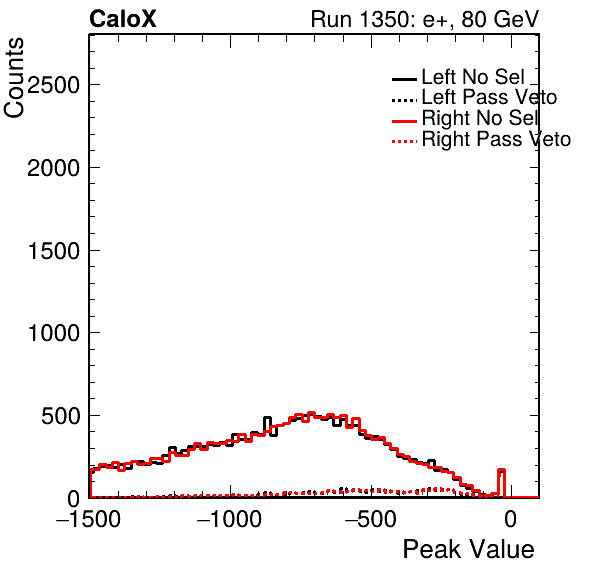 CaloX Run 1350: e+, 80 GeV
Counts
2500
2000
1500
1000
500
0
Left No Sel
Left Pass Veto
Right No Sel
Right Pass Veto
−1500 −1000 −500 0
Peak Value